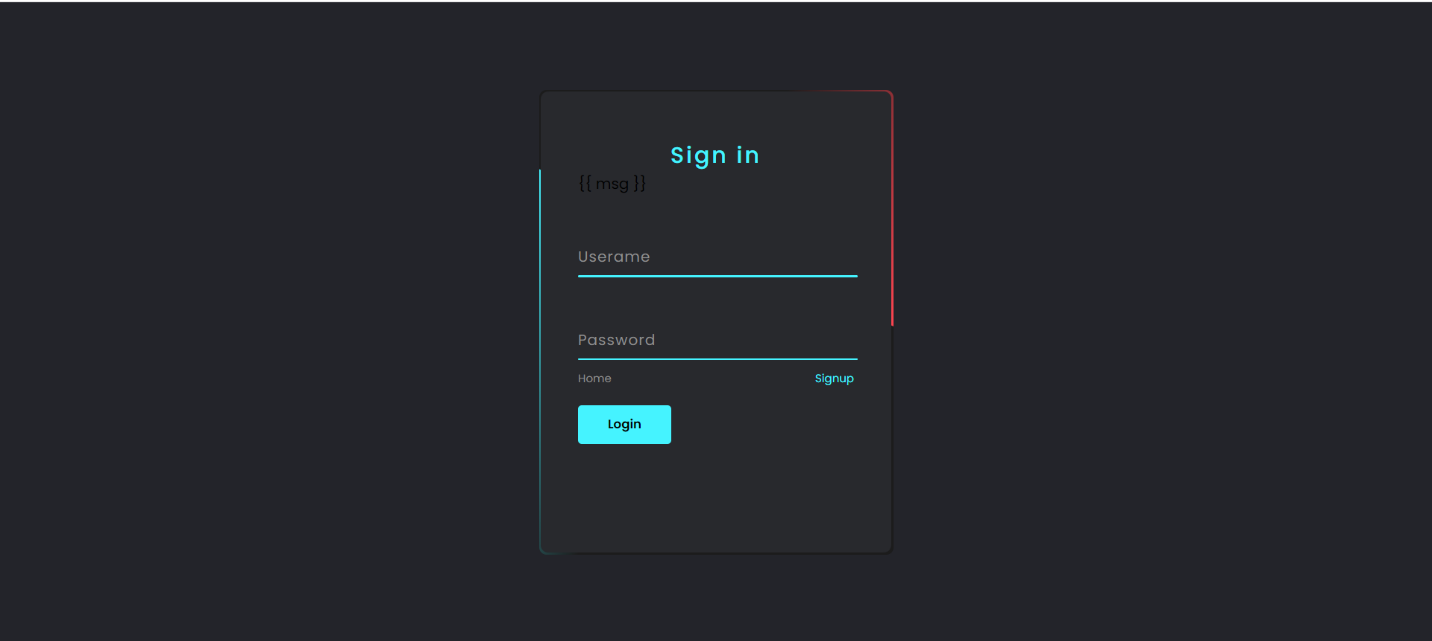 Sign in
{{ msg }}
Userame
Password
Home Signup
Login